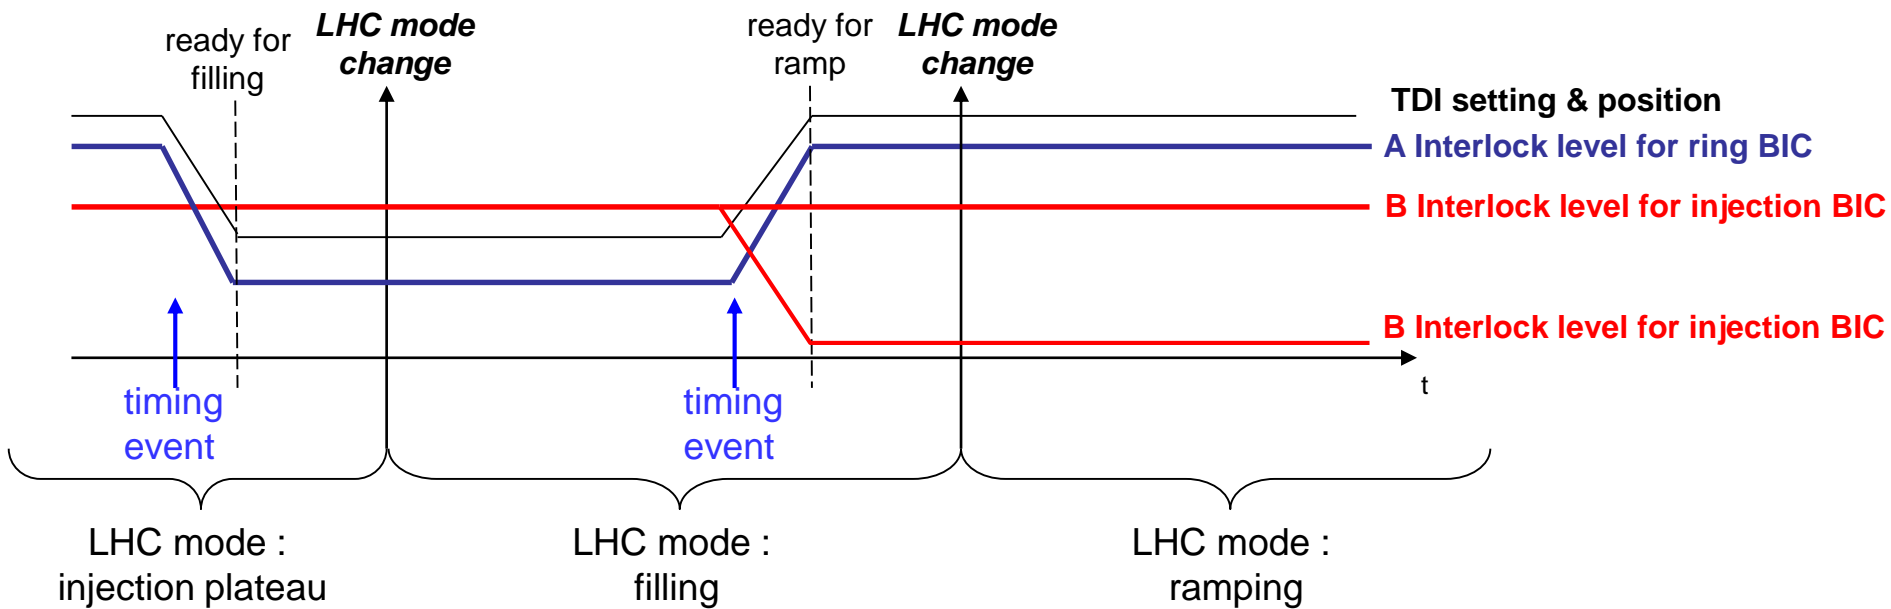 ready for
filling
LHC mode
change
ready for
ramp
LHC mode
change
TDI setting & position
A Interlock level for ring BIC
B Interlock level for injection BIC
B Interlock level for injection BIC
t
timing
event
timing
event
LHC mode :
injection plateau
LHC mode :
filling
LHC mode :
ramping